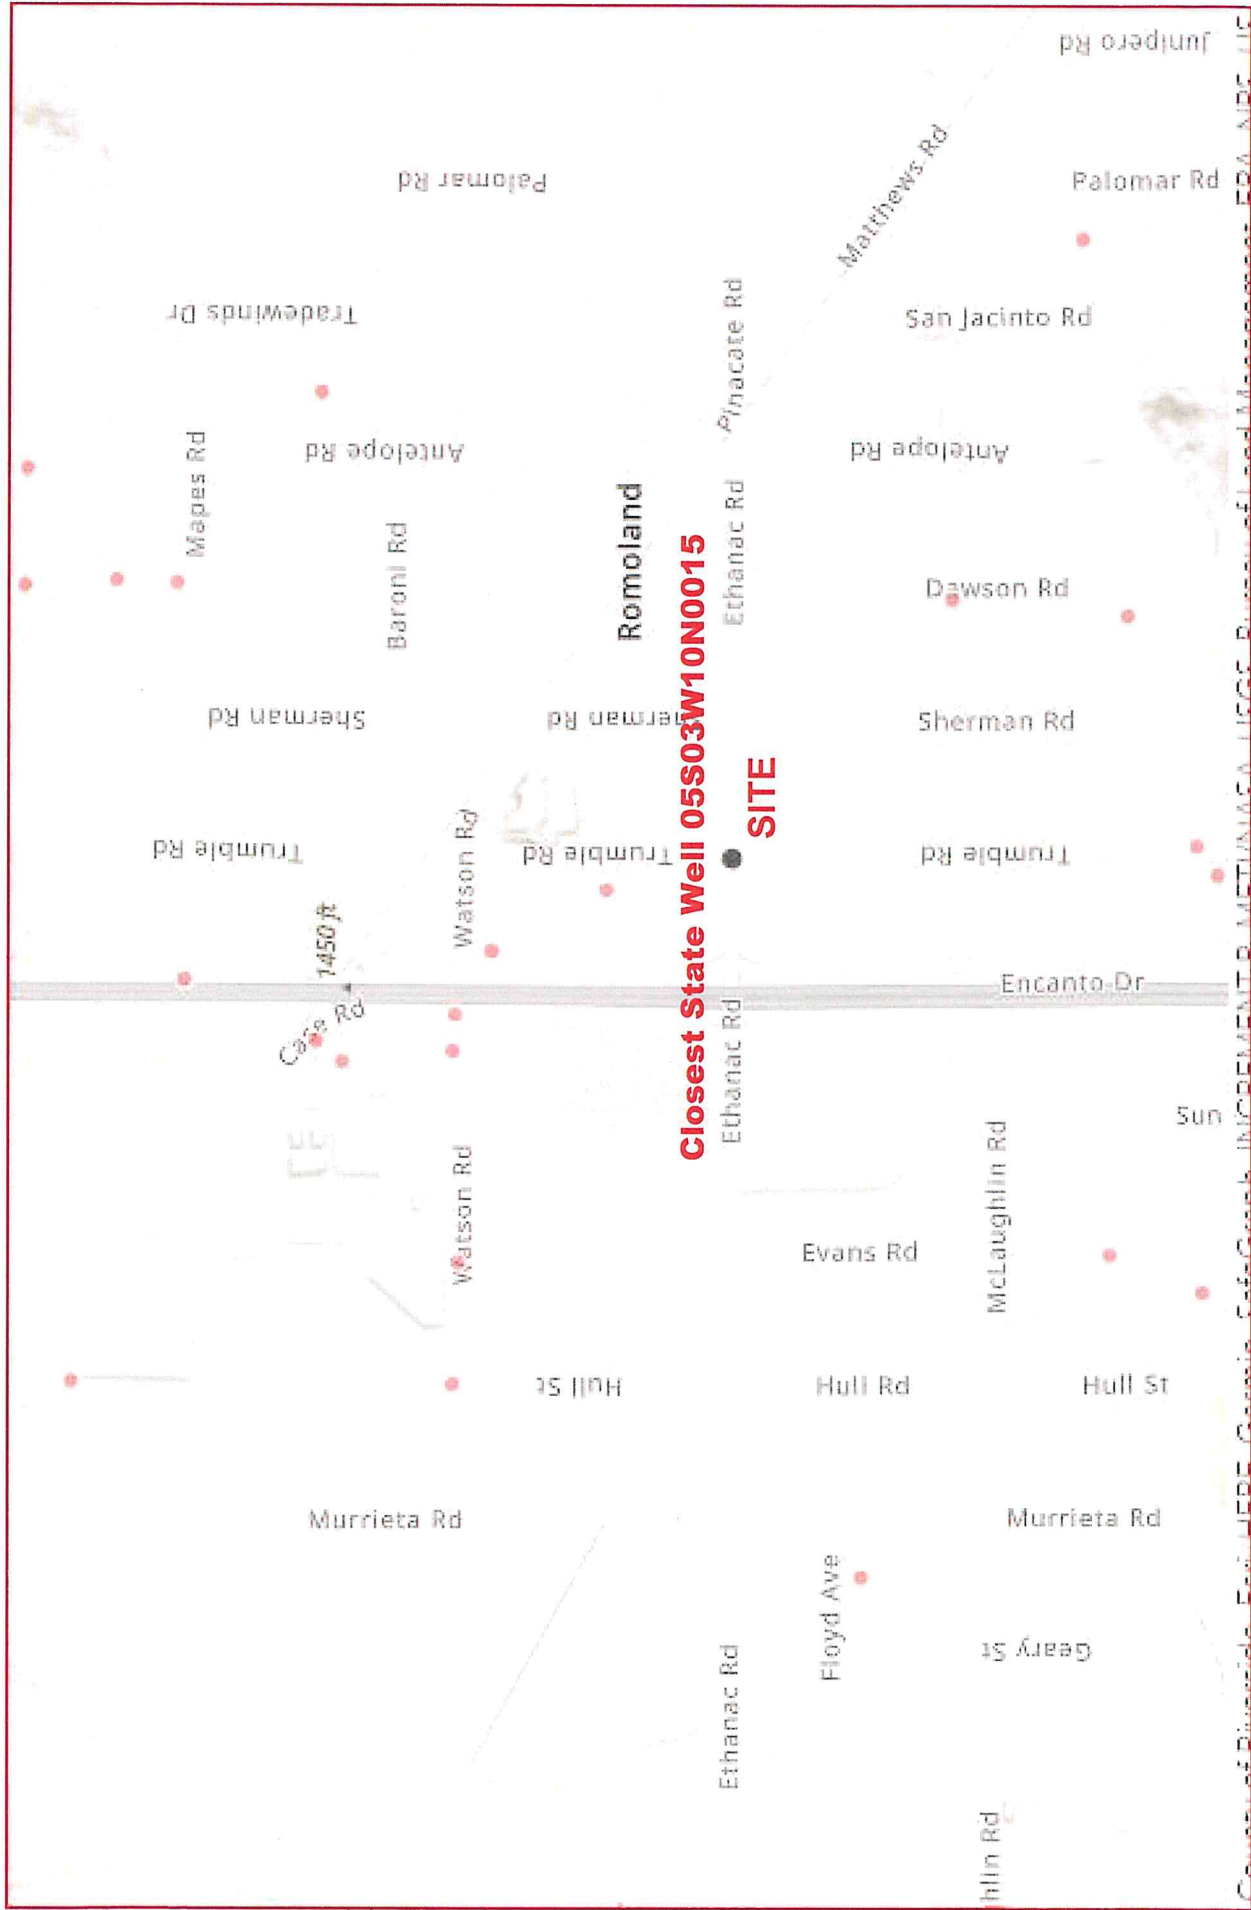 Junipero Rd
Palomar Rd
Palomar Rd
Matthews Rd
Tradewinds Dr
San Jacinto Rd
Pinacate Rd
Mapes Rd
Antelope Rd
Antelope Rd
Baroni Rd
Romoland
Ethanac Rd
Dawson Rd
Closest State Well 05S03W10N0015
Sherman Rd
Sherman Rd
Sherman Rd
SITE
Trumble Rd
Watson Rd
Trumble Rd
Trumble Rd
1450 ft
Case Rd
Encanto Dr
Ethanac Rd
Sun
Watson Rd
McLaughlin Rd
Evans Rd
Hull St
Hull Rd
Hull St
Murrieta Rd
Murrieta Rd
Floyd Ave
Geary St
Ethanac Rd
hlin Rd